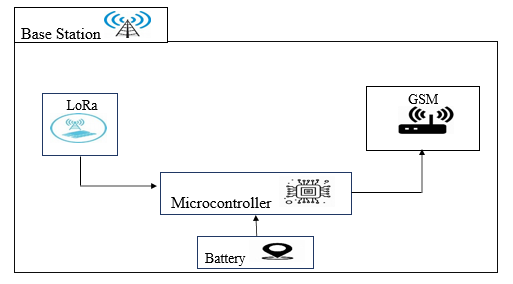 Base Station
LoRa
GSM
Microcontroller
Battery